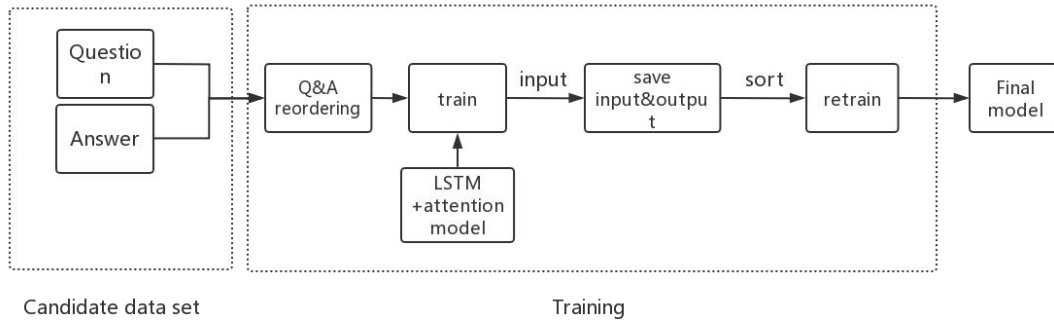 Questio
n
Answer
Q&A
reordering
train
input
save
input&outpu
t
sort
retrain
Final
model
LSTM
+attention
model
Candidate data set
Training